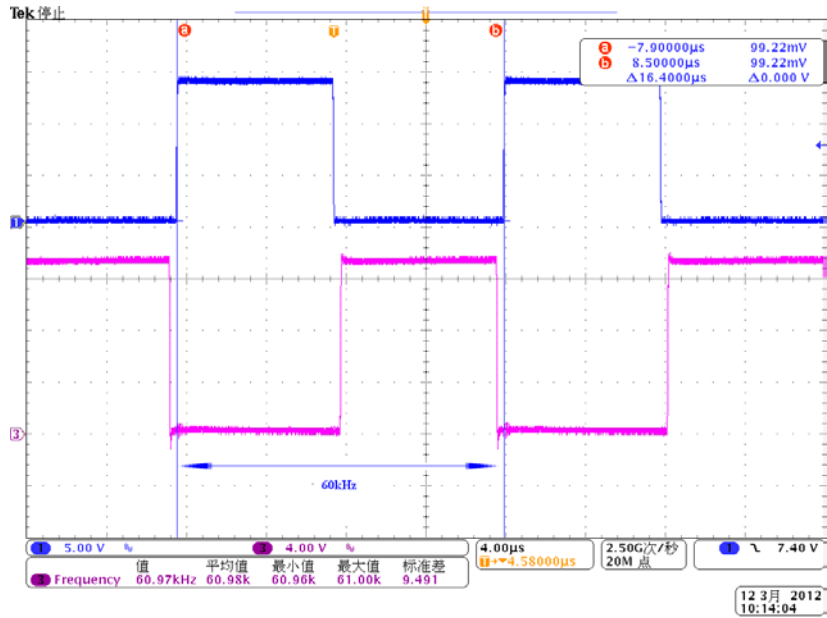 Tek 停止
a
T
T
b
a -7.90000µs 99.22mV
b 8.50000µs 99.22mV
Δ16.4000µs Δ0.000 V
1
3
60kHz
1 5.00 V
3 4.00 V
4.00µs
T→▼4.58000µs
2.50G次/秒
20M 点
1 7.40 V
值 平均值 最小值 最大值 标准差
3 Frequency 60.97kHz 60.98k 60.96k 61.00k 9.491
12 3月 2012
10:14:04